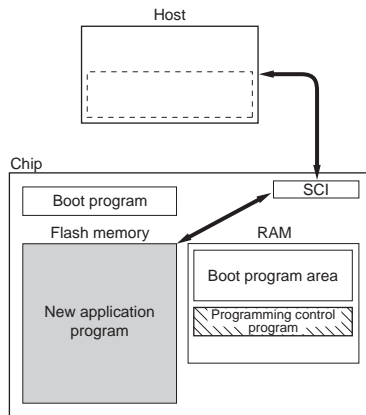 Host
Chip
SCI
Boot program
Flash memory
RAM
New application
program
Boot program area
Programming control
program